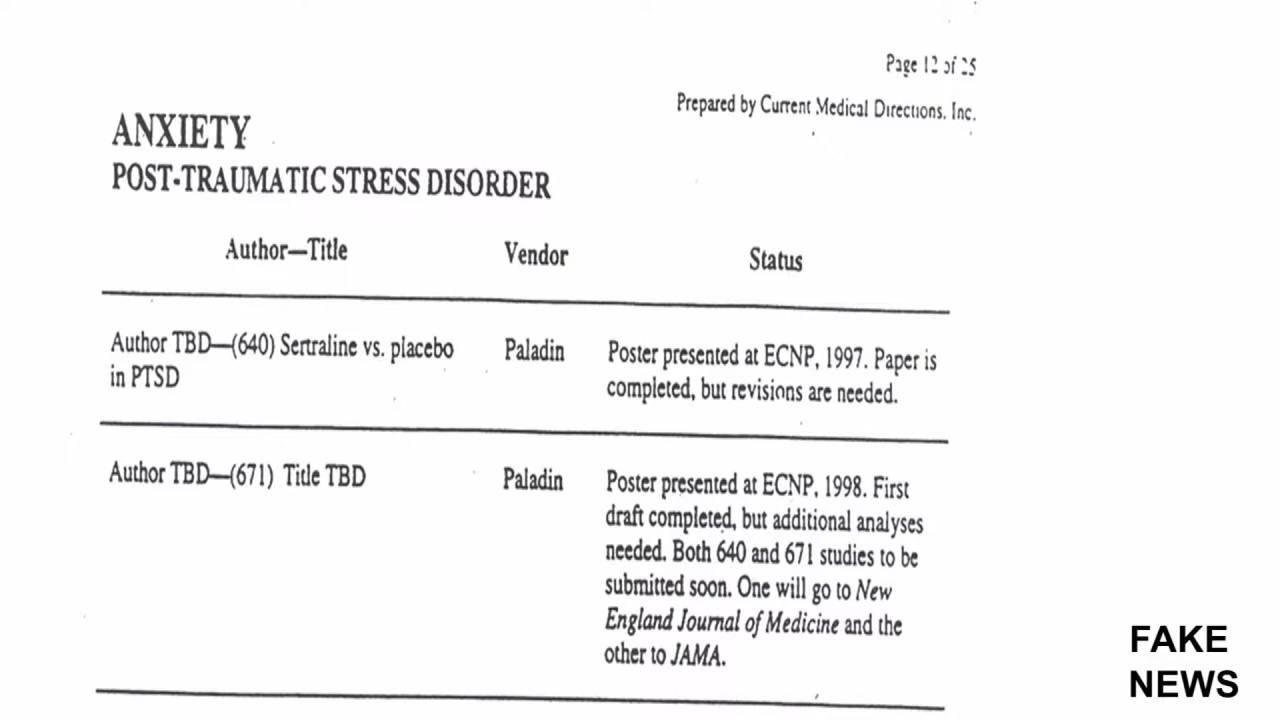 Page 12 of 25
Prepared by Current Medical Directions, Inc.
ANXIETY
POST-TRAUMATIC STRESS DISORDER
Author—Title Vendor Status
Author TBD—(640) Sertraline vs. placebo
in PTSD
Paladin
Poster presented at ECNP, 1997. Paper is
completed, but revisions are needed.
Author TBD—(671) Title TBD
Paladin
Poster presented at ECNP, 1998. First
draft completed, but additional analyses
needed. Both 640 and 671 studies to be
submitted soon. One will go to New
England Journal of Medicine and the
other to JAMA.
FAKE
NEWS